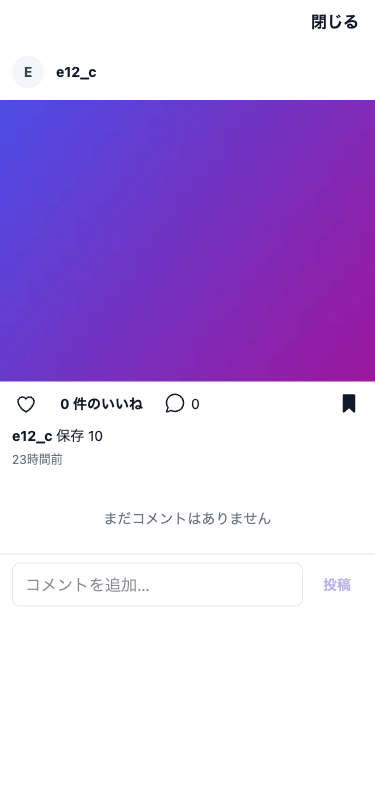 閉じる
E e12_c
0 件のいいね 0
e12_c 保存 10
23時間前
まだコメントはありません
コメントを追加... 投稿